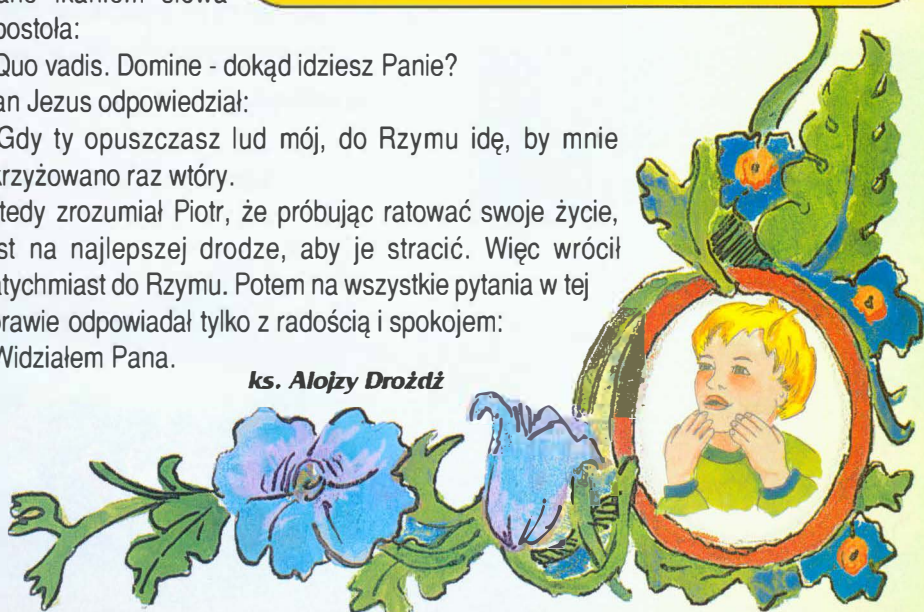 łkaniem słowa
postoła:
Quo vadis. Domine - dokąd idziesz Panie?
an Jezus odpowiedział:
Gdy ty opuszczasz lud mój, do Rzymu idę, by mnie
krzyżowano raz wtóry.
tedy zrozumiał Piotr, że próbując ratować swoje życie,
st na najlepszej drodze, aby je stracić. Więc wrócił
atychmiast do Rzymu. Potem na wszystkie pytania w tej
prawie odpowiadał tylko z radością i spokojem:
Widziałem Pana.
ks. Alojzy Drożdż